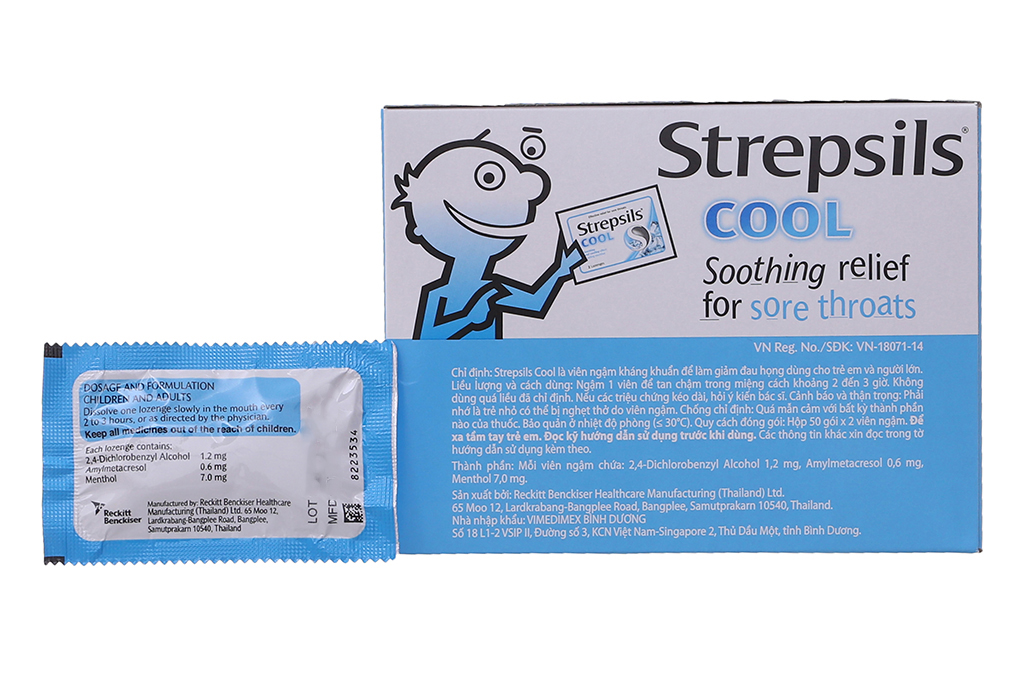 Strepsils®
COOL
Soothing relief
for sore throats
Strepsils
COOL
VN Reg. No./SĐK: VN-18071-14
Chỉ định: Strepsils Cool là viên ngậm kháng khuẩn để làm giảm đau họng dùng cho trẻ em và người lớn.
Liều lượng và cách dùng: Ngậm 1 viên để tan chậm trong miệng cách khoảng 2 đến 3 giờ. Không
dùng quá liều đã chỉ định. Nếu các triệu chứng kéo dài, hỏi ý kiến bác sĩ. Cảnh báo và thận trọng: Phải
nhớ là trẻ nhỏ có thể bị nghẹt thở do viên ngậm. Chống chỉ định: Quá mẫn cảm với bất kỳ thành phần
nào của thuốc. Bảo quản ở nhiệt độ phòng (≤ 30°C). Quy cách đóng gói: Hộp 50 gói x 2 viên ngậm. Để
xa tầm tay trẻ em. Đọc kỹ hướng dẫn sử dụng trước khi dùng. Các thông tin khác xin đọc trong tờ
hướng dẫn sử dụng kèm theo.
Thành phần: Mỗi viên ngậm chứa: 2,4-Dichlorobenzyl Alcohol 1,2 mg, Amylmetacresol 0,6 mg,
Menthol 7,0 mg.
Sản xuất bởi: Reckitt Benckiser Healthcare Manufacturing (Thailand) Ltd.
65 Moo 12, Lardkrabang-Bangplee Road, Bangplee, Samutprakarn 10540, Thailand.
Nhà nhập khẩu: VIMEDIMEX BÌNH DƯƠNG
Số 18 L1-2 VSIP II, Đường số 3, KCN Việt Nam-Singapore 2, Thủ Dầu Một, tỉnh Bình Dương.
DOSAGE AND FORMULATION
CHILDREN AND ADULTS
Dissolve one lozenge slowly in the mouth every
2 to 3 hours, or as directed by the physician.
Keep all medicines out of the reach of children.
Each lozenge contains:
2,4-Dichlorobenzyl Alcohol 1.2 mg
Amylmetacresol 0.6 mg
Menthol 7.0 mg
Reckitt
Benckiser
Manufactured by: Reckitt Benckiser Healthcare
Manufacturing (Thailand) Ltd. 65 Moo 12,
Lardkrabang-Bangplee Road, Bangplee,
Samutprakarn 10540, Thailand
LOT
MFD
8223534